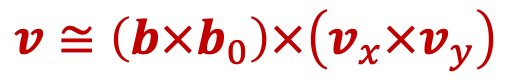 v ≅ (b×b₀)×(vₓ×v_y)